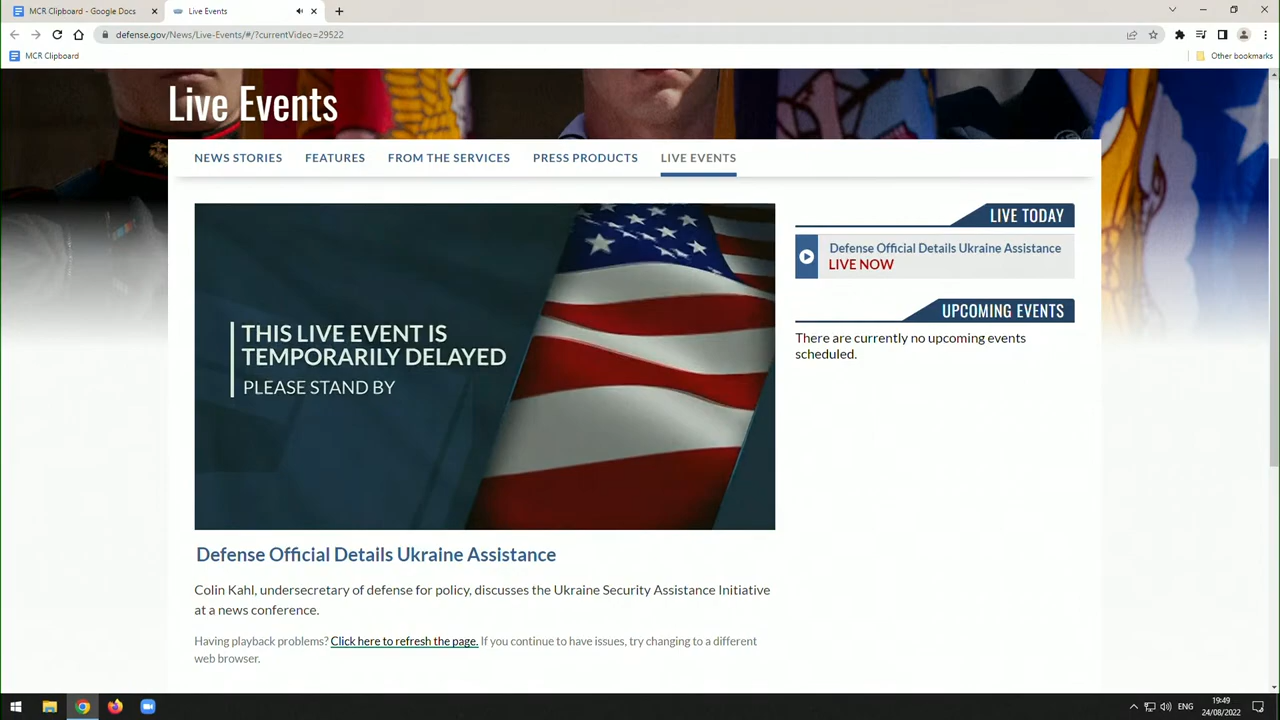 MCR Clipboard - Google Docs
Live Events
defense.gov/News/Live-Events/#/?currentVideo=29522
MCR Clipboard
Other bookmarks
Live Events
NEWS STORIES
FEATURES
FROM THE SERVICES
PRESS PRODUCTS
LIVE EVENTS
THIS LIVE EVENT IS
TEMPORARILY DELAYED
PLEASE STAND BY
Defense Official Details Ukraine Assistance
Colin Kahl, undersecretary of defense for policy, discusses the Ukraine Security Assistance Initiative
at a news conference.
Having playback problems? Click here to refresh the page. If you continue to have issues, try changing to a different
web browser.
LIVE TODAY
Defense Official Details Ukraine Assistance
LIVE NOW
UPCOMING EVENTS
There are currently no upcoming events
scheduled.
ENG
19:49
24/08/2022